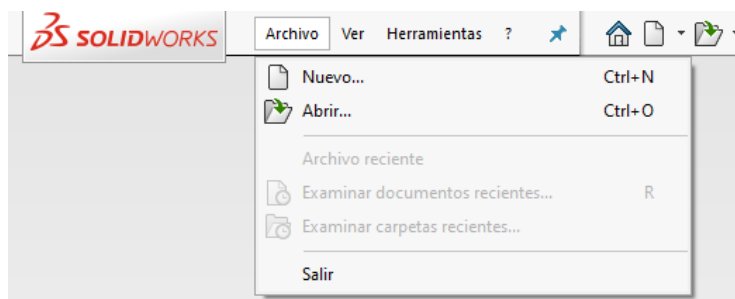 SOLIDWORKS Archivo Ver Herramientas ?
Nuevo... Ctrl+N
Abrir... Ctrl+O
Archivo reciente
Examinar documentos recientes... R
Examinar carpetas recientes...
Salir